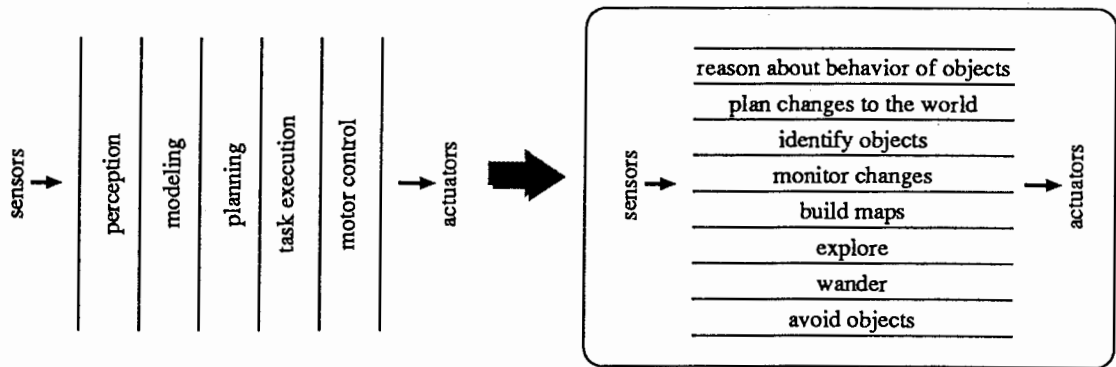 sensors
perception
modeling
planning
task execution
motor control
actuators
sensors
reason about behavior of objects
plan changes to the world
identify objects
monitor changes
build maps
explore
wander
avoid objects
actuators